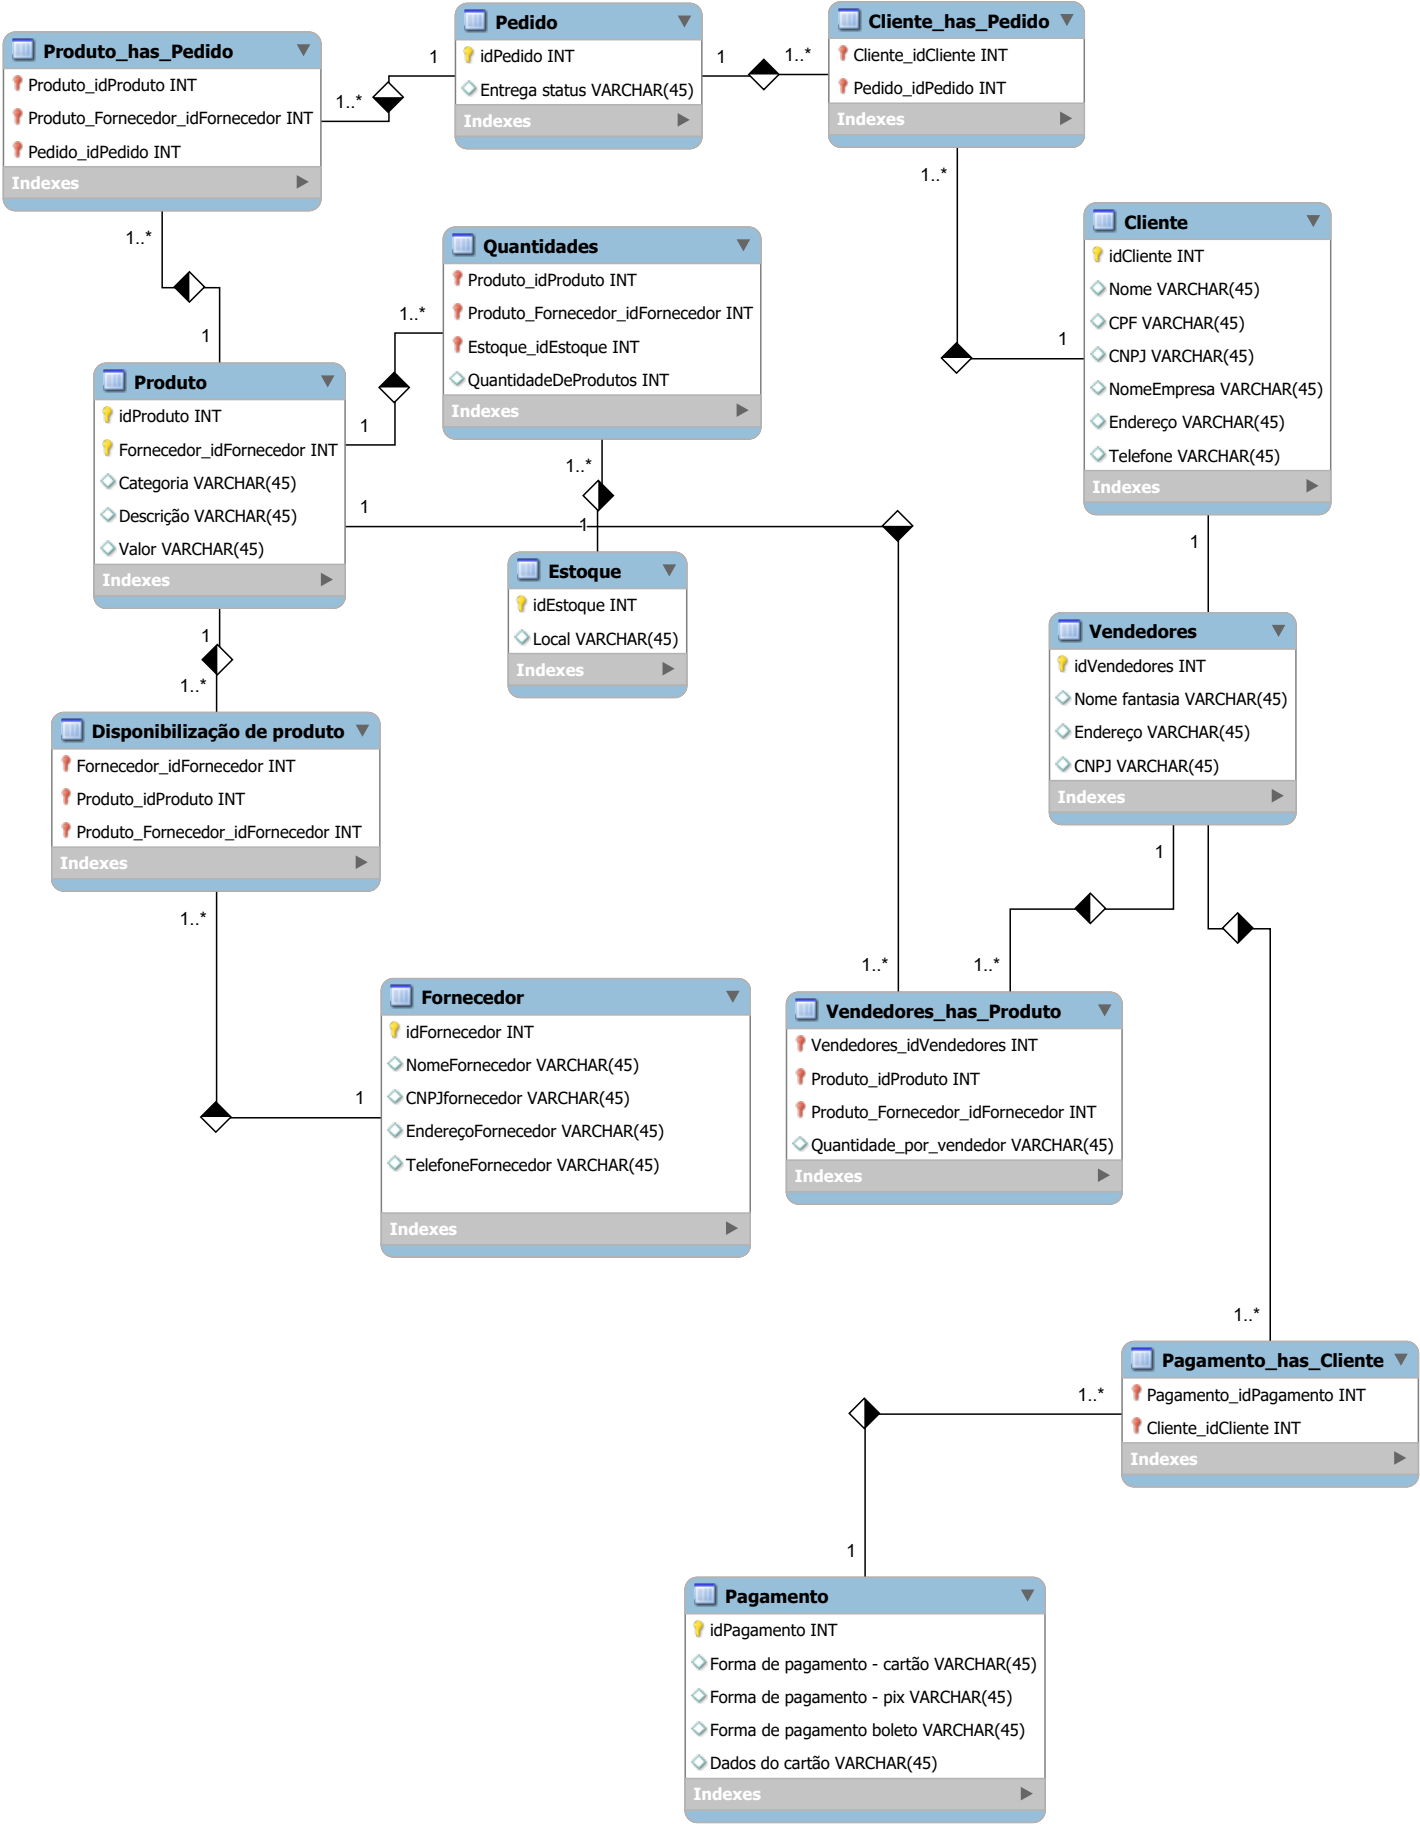 Produto_has_Pedido
Produto_idProduto INT
Produto_Fornecedor_idFornecedor INT
Pedido_idPedido INT
Indexes
1..*
1
Pedido
idPedido INT
Entrega status VARCHAR(45)
Indexes
1
1..*
Cliente_has_Pedido
Cliente_idCliente INT
Pedido_idPedido INT
Indexes
1..*
1..*
1
Quantidades
Produto_idProduto INT
Produto_Fornecedor_idFornecedor INT
Estoque_idEstoque INT
QuantidadeDeProdutos INT
Indexes
1..*
1
1..*
1
Cliente
idCliente INT
Nome VARCHAR(45)
CPF VARCHAR(45)
CNPJ VARCHAR(45)
NomeEmpresa VARCHAR(45)
Endereço VARCHAR(45)
Telefone VARCHAR(45)
Indexes
1
1
Produto
idProduto INT
Fornecedor_idFornecedor INT
Categoria VARCHAR(45)
Descrição VARCHAR(45)
Valor VARCHAR(45)
Indexes
1
1
1..*
Estoque
idEstoque INT
Local VARCHAR(45)
Indexes
Vendedores
idVendedores INT
Nome fantasia VARCHAR(45)
Endereço VARCHAR(45)
CNPJ VARCHAR(45)
Indexes
1
Disponibilização de produto
Fornecedor_idFornecedor INT
Produto_idProduto INT
Produto_Fornecedor_idFornecedor INT
Indexes
1..*
1
Fornecedor
idFornecedor INT
NomeFornecedor VARCHAR(45)
CNPJfornecedor VARCHAR(45)
EndereçoFornecedor VARCHAR(45)
TelefoneFornecedor VARCHAR(45)
Indexes
1..*
1..*
Vendedores_has_Produto
Vendedores_idVendedores INT
Produto_idProduto INT
Produto_Fornecedor_idFornecedor INT
Quantidade_por_vendedor VARCHAR(45)
Indexes
1..*
Pagamento_has_Cliente
Pagamento_idPagamento INT
Cliente_idCliente INT
Indexes
1..*
1
Pagamento
idPagamento INT
Forma de pagamento - cartão VARCHAR(45)
Forma de pagamento - pix VARCHAR(45)
Forma de pagamento boleto VARCHAR(45)
Dados do cartão VARCHAR(45)
Indexes